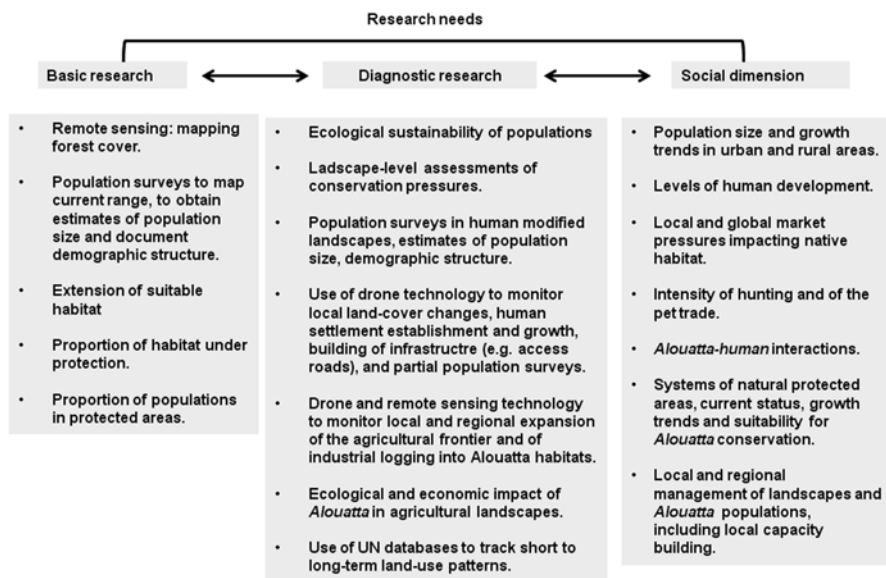 Research needs
Basic research
Diagnostic research
Social dimension
• Remote sensing: mapping
forest cover.
• Population surveys to map
current range, to obtain
estimates of population
size and document
demographic structure.
• Extension of suitable
habitat
• Proportion of habitat under
protection.
• Proportion of populations
in protected areas.
• Ecological sustainability of populations
• Ladscape-level assessments of
conservation pressures.
• Population surveys in human modified
landscapes, estimates of population
size, demographic structure.
• Use of drone technology to monitor
local land-cover changes, human
settlement establishment and growth,
building of infrastructre (e.g. access
roads), and partial population surveys.
• Drone and remote sensing technology
to monitor local and regional expansion
of the agricultural frontier and of
industrial logging into Alouatta habitats.
• Ecological and economic impact of
Alouatta in agricultural landscapes.
• Use of UN databases to track short to
long-term land-use patterns.
• Population size and growth
trends in urban and rural areas.
• Levels of human development.
• Local and global market
pressures impacting native
habitat.
• Intensity of hunting and of the
pet trade.
• Alouatta-human interactions.
• Systems of natural protected
areas, current status, growth
trends and suitability for
Alouatta conservation.
• Local and regional
management of landscapes and
Alouatta populations,
including local capacity
building.